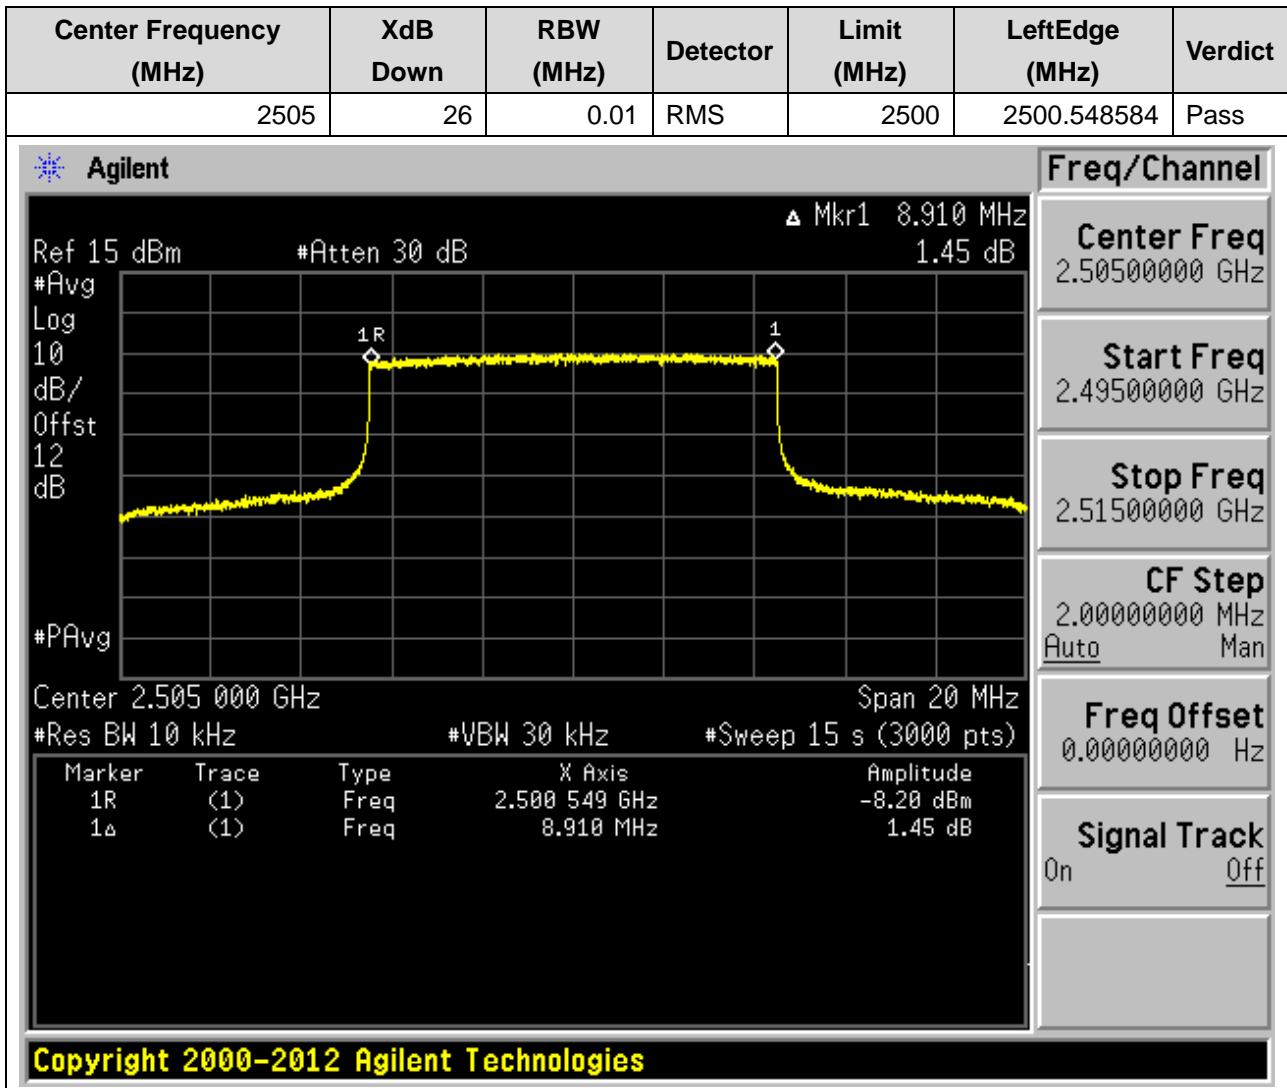 Center Frequency (MHz) XdB Down RBW (MHz) Detector Limit (MHz) LeftEdge (MHz) Verdict
2505 26 0.01 RMS 2500 2500.548584 Pass
Agilent
Freq/Channel
Δ Mkr1 8.910 MHz
Ref 15 dBm #Atten 30 dB 1.45 dB
#Avg
Log
10
dB/
Offst
12
dB
#PAvg
1R
1
Center 2.505 000 GHz Span 20 MHz
#Res BW 10 kHz #VBW 30 kHz #Sweep 15 s (3000 pts)
Marker Trace Type X Axis Amplitude
1R (1) Freq 2.500 549 GHz -8.20 dBm
1Δ (1) Freq 8.910 MHz 1.45 dB
Center Freq
2.50500000 GHz
Start Freq
2.49500000 GHz
Stop Freq
2.51500000 GHz
CF Step
2.00000000 MHz
Auto Man
Freq Offset
0.00000000 Hz
Signal Track
On Off
Copyright 2000-2012 Agilent Technologies